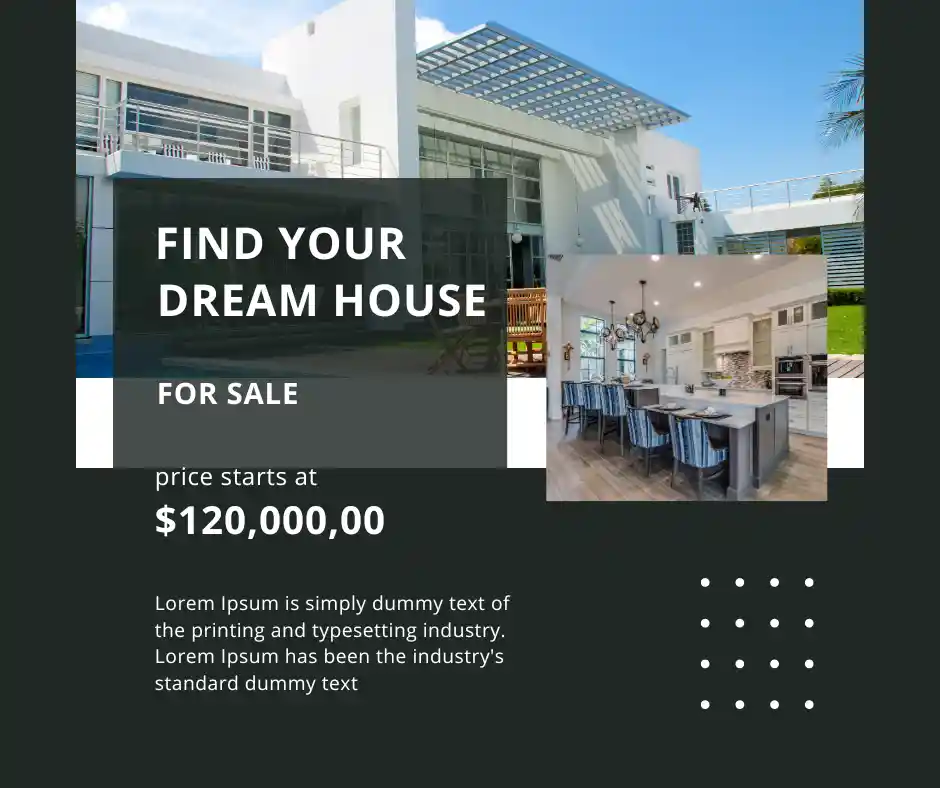 FIND YOUR
DREAM HOUSE
FOR SALE
price starts at
$120,000,00
Lorem Ipsum is simply dummy text of
the printing and typesetting industry.
Lorem Ipsum has been the industry's
standard dummy text